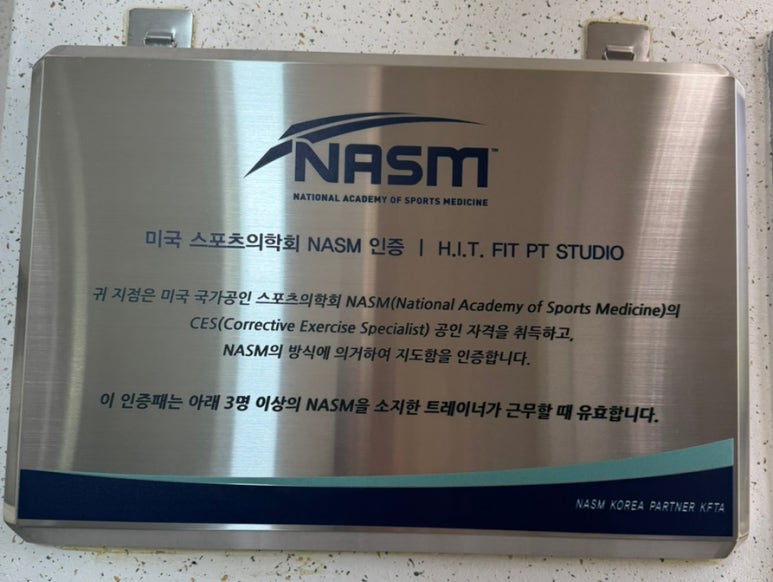 NASM™
NATIONAL ACADEMY OF SPORTS MEDICINE
미국 스포츠의학회 NASM 인증 | H.I.T. FIT PT STUDIO
귀 지점은 미국 국가공인 스포츠의학회 NASM(National Academy of Sports Medicine)의
CES(Corrective Exercise Specialist) 공인 자격을 취득하고,
NASM의 방식에 의거하여 지도함을 인증합니다.
이 인증패는 아래 3명 이상의 NASM을 소지한 트레이너가 근무할 때 유효합니다.
NASM KOREA PARTNER KFTA